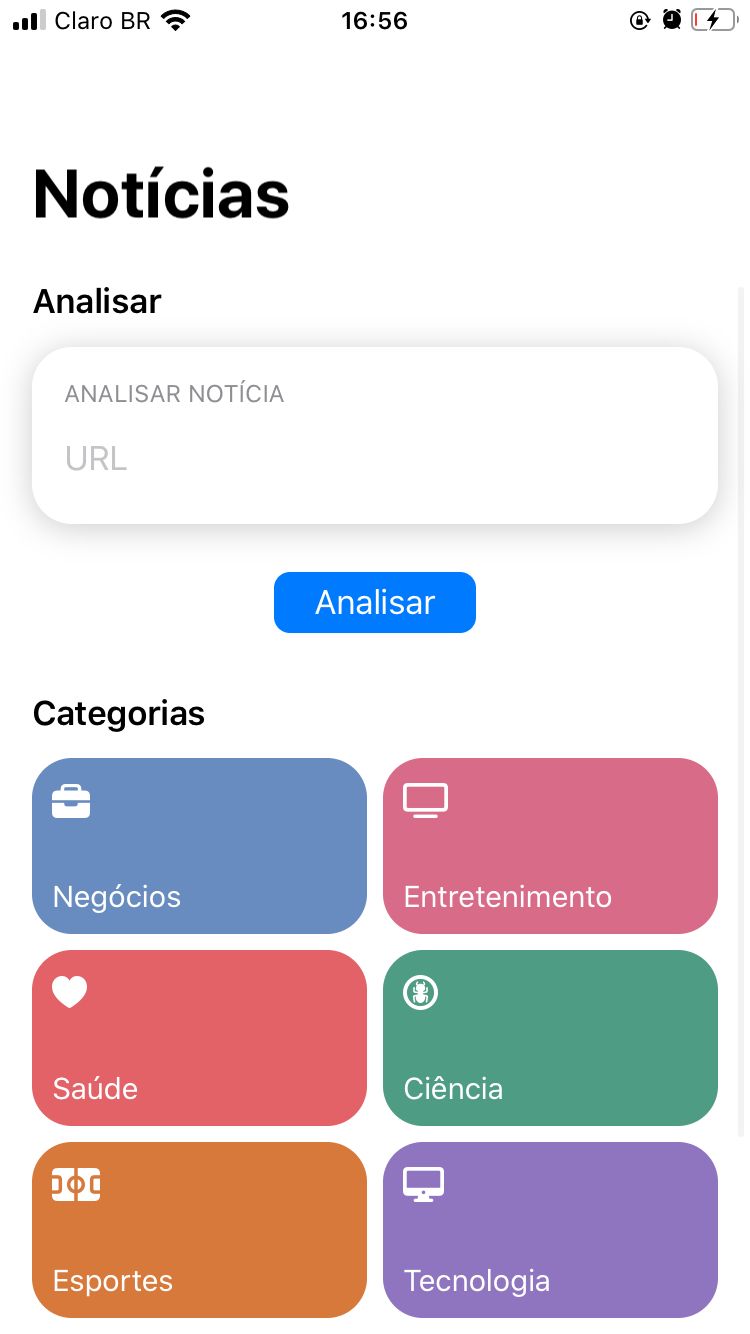 Claro BR 16:56
Notícias
Analisar
ANALISAR NOTÍCIA
URL
Analisar
Categorias
Negócios Entretenimento
Saúde Ciência
Esportes Tecnologia